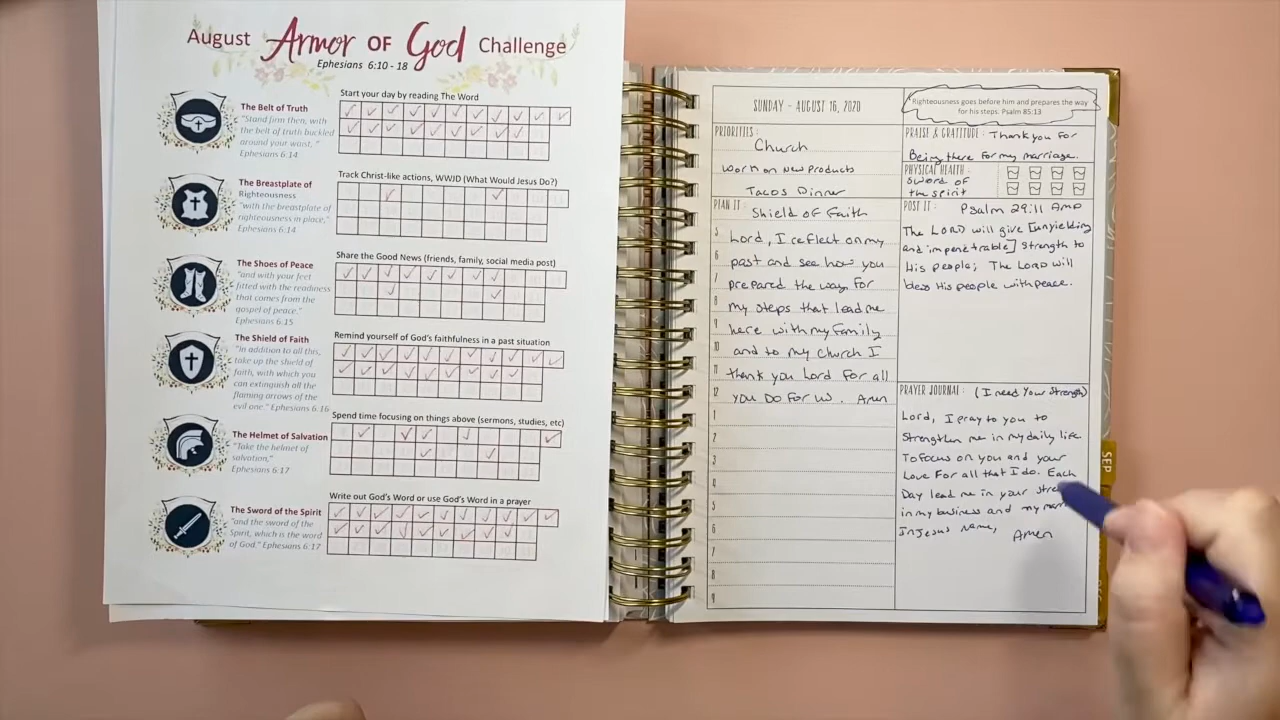 August Armor OF God Challenge
Ephesians 6:10 - 18
Start your day by reading The Word
The Belt of Truth
"Stand firm then, with
the belt of truth buckled
around your waist, "
Ephesians 6:14
Track Christ-like actions, WWJD (What Would Jesus Do?)
The Breastplate of
Righteousness
"with the breastplate of
righteousness in place,"
Ephesians 6:14
Share the Good News (friends, family, social media post)
The Shoes of Peace
"and with your feet
fitted with the readiness
that comes from the
gospel of peace."
Ephesians 6:15
Remind yourself of God's faithfulness in a past situation
The Shield of Faith
"In addition to all this,
take up the shield of
faith, with which you
can extinguish all the
flaming arrows of the
evil one." Ephesians 6:16
Spend time focusing on things above (sermons, studies, etc)
The Helmet of Salvation
"Take the helmet of
salvation,"
Ephesians 6:17
Write out God's Word or use God's Word in a prayer
The Sword of the Spirit
"and the sword of the
Spirit, which is the word
of God." Ephesians 6:17
SUNDAY - AUGUST 16, 2020
Righteousness goes before him and prepares the way
for his steps. Psalm 85:13
PRIORITIES:
Church
Work on New Products
Tacos Dinner
PRAISE & GRATITUDE: Thank you For
Being there For my marriage.
PHYSICAL HEALTH:
Sword of
the Spirit
PLAN IT:
Shield of Faith
5 Lord, I reflect on my
6 past and see how you
7 prepared the way for
8 my steps that lead me
9 here with my Family
10 and to my Church I
11 thank you Lord For all
12 you Do For us. Amen
1
2
3
4
5
6
7
8
9
POST IT: Psalm 29:11 AMP
The LORD will give [unyielding
and impenetrable] strength to
His people; The LORD will
bless His people with peace.
PRAYER JOURNAL: (I need Your Strength)
Lord, I pray to you to
Strengthen me in my daily life.
To focus on you and your
Love For all that I do. Each
Day lead me in your
in my business and my
In Jesus Name,
Amen
SEP